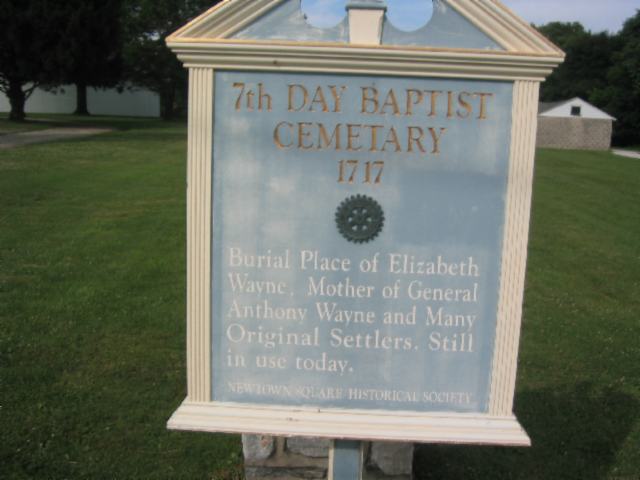 7th DAY BAPTIST
CEMETARY
1717
Burial Place of Elizabeth
Wayne, Mother of General
Anthony Wayne and Many
Original Settlers. Still
in use today.
NEWTOWN SQUARE HISTORICAL SOCIETY